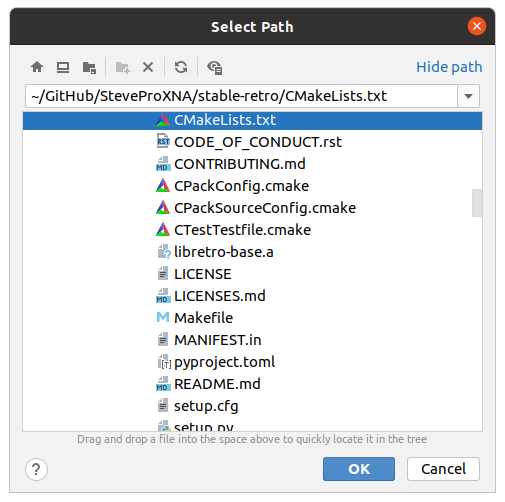 Select Path
Hide path
~/GitHub/SteveProXNA/stable-retro/CMakeLists.txt
CMakeLists.txt
CODE_OF_CONDUCT.rst
CONTRIBUTING.md
CPackConfig.cmake
CPackSourceConfig.cmake
CTestTestfile.cmake
libretro-base.a
LICENSE
LICENSES.md
Makefile
MANIFEST.in
pyproject.toml
README.md
setup.cfg
setup.py
Drag and drop a file into the space above to quickly locate it in the tree
?
OK
Cancel